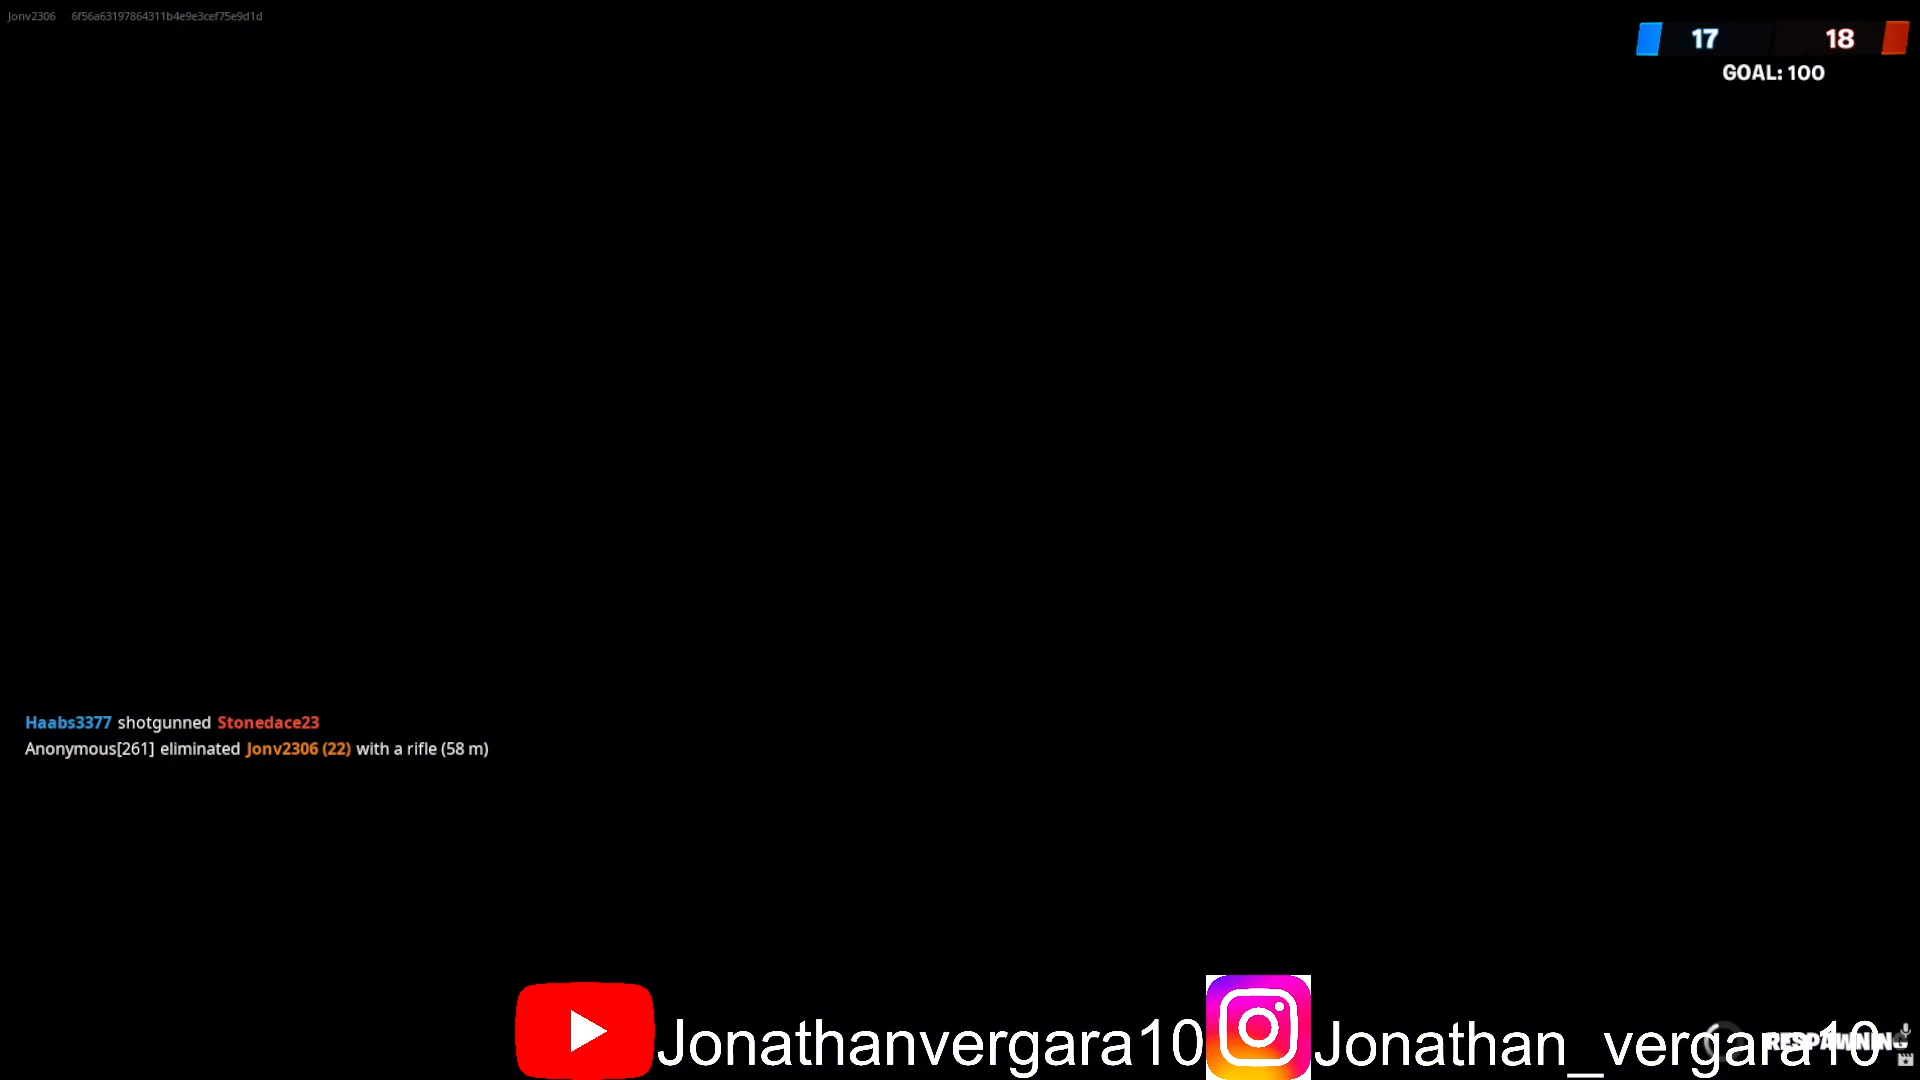 Jonv2306 6f56a63197864311b4e9e3cef75e9d1d
17 18
GOAL: 100
Haabs3377 shotgunned Stonedace23
Anonymous[261] eliminated Jonv2306 (22) with a rifle (58 m)
Jonathanvergara10 Jonathan_vergara10
RESPAWNING